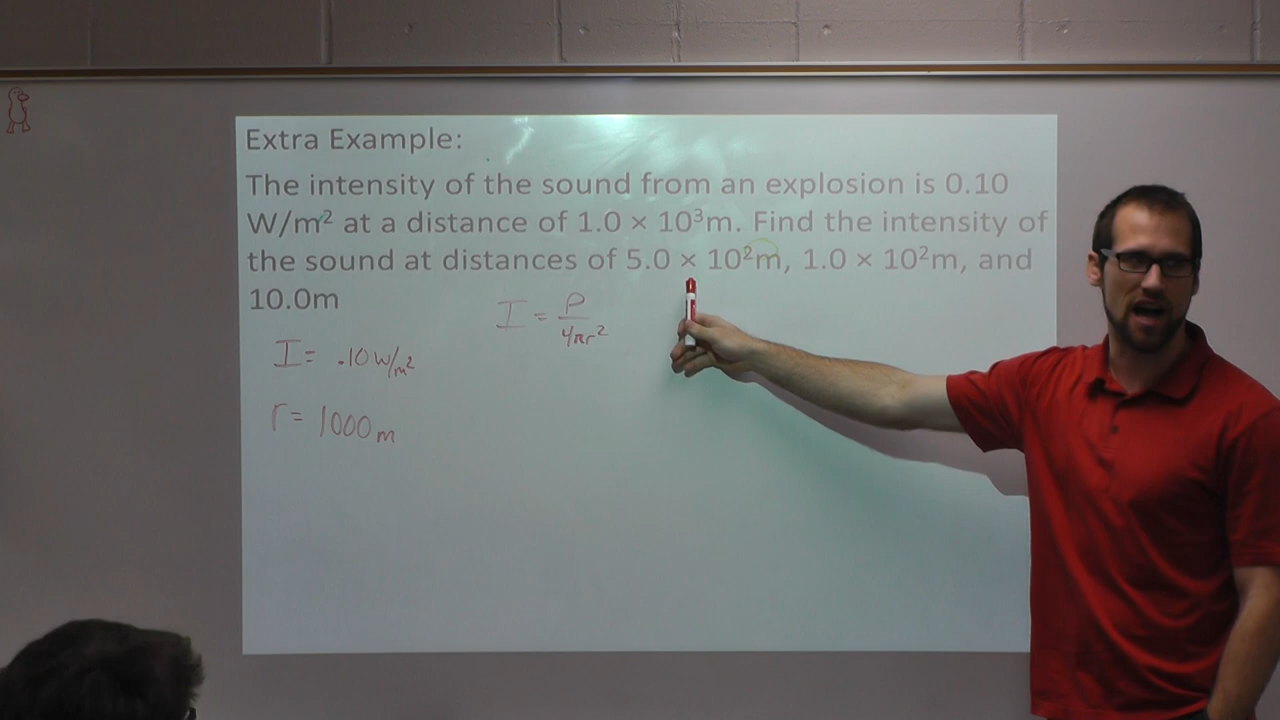 Extra Example:
The intensity of the sound from an explosion is 0.10
W/m² at a distance of 1.0 × 10³m. Find the intensity of
the sound at distances of 5.0 × 10²m, 1.0 × 10²m, and
10.0m
I = P/4πr²
I = .10 W/m²
r = 1000 m